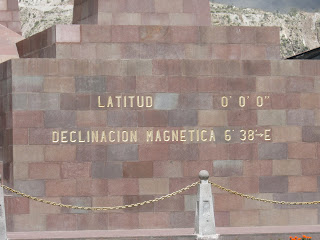 LATITUD 0° 0' 0"
DECLINACION MAGNETICA 6° 38' E